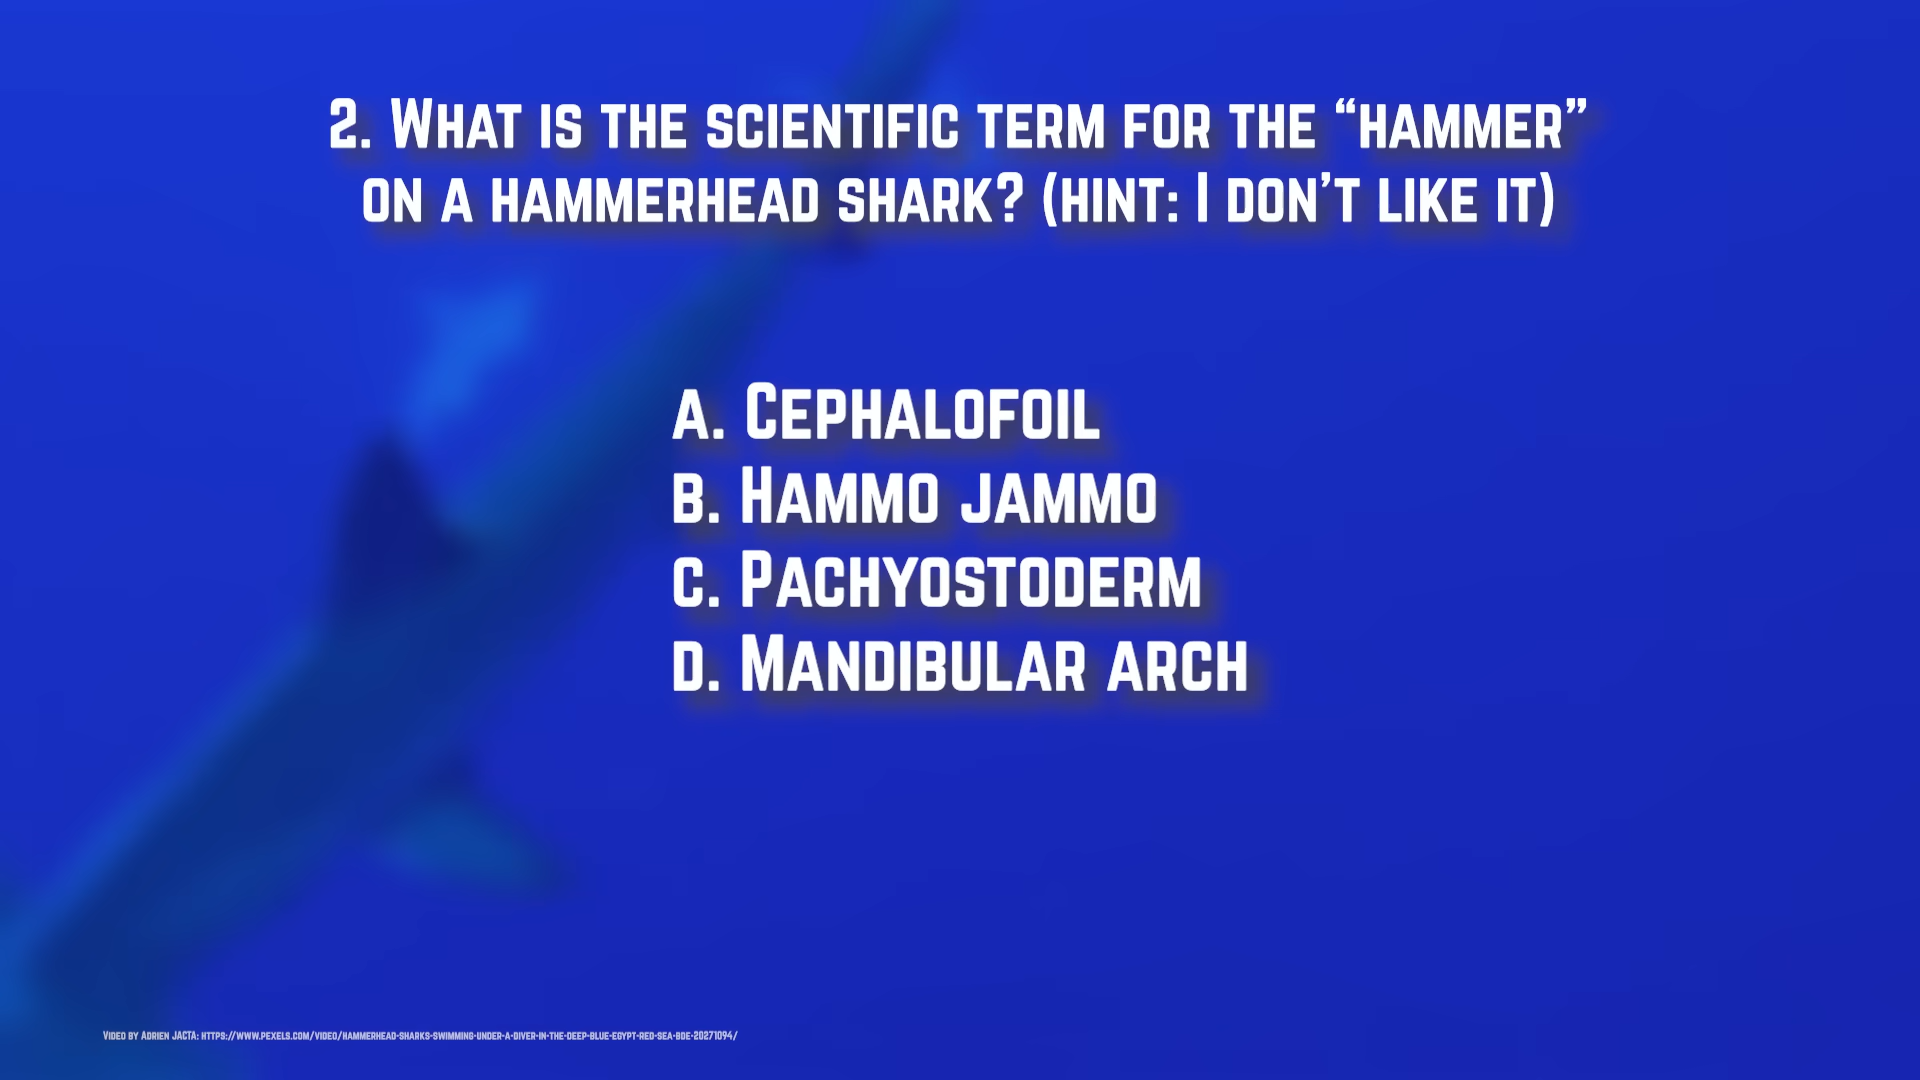 2. What is the scientific term for the “hammer”
on a hammerhead shark? (hint: I don’t like it)
a. Cephalofoil
b. Hammo jammo
c. Pachyostoderm
d. Mandibular arch
Video by Adrien JACTA: https://www.pexels.com/video/hammerhead-sharks-swimming-under-a-diver-in-the-deep-blue-egypt-red-sea-bde-20271094/